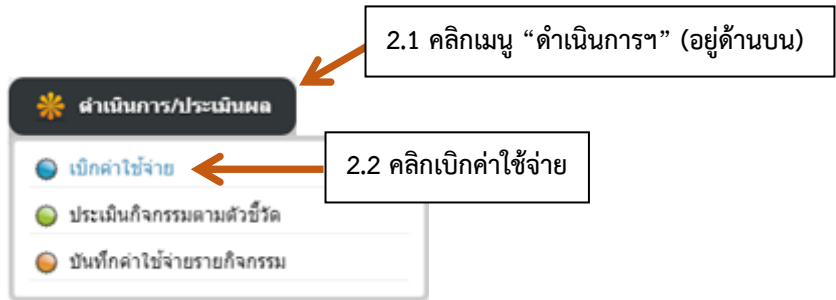 2.1 คลิกเมนู “ดำเนินการฯ” (อยู่ด้านบน)
ดำเนินการ/ประเมินผล
เบิกค่าใช้จ่าย
2.2 คลิกเบิกค่าใช้จ่าย
ประเมินกิจกรรมตามตัวชี้วัด
บันทึกค่าใช้จ่ายรายกิจกรรม